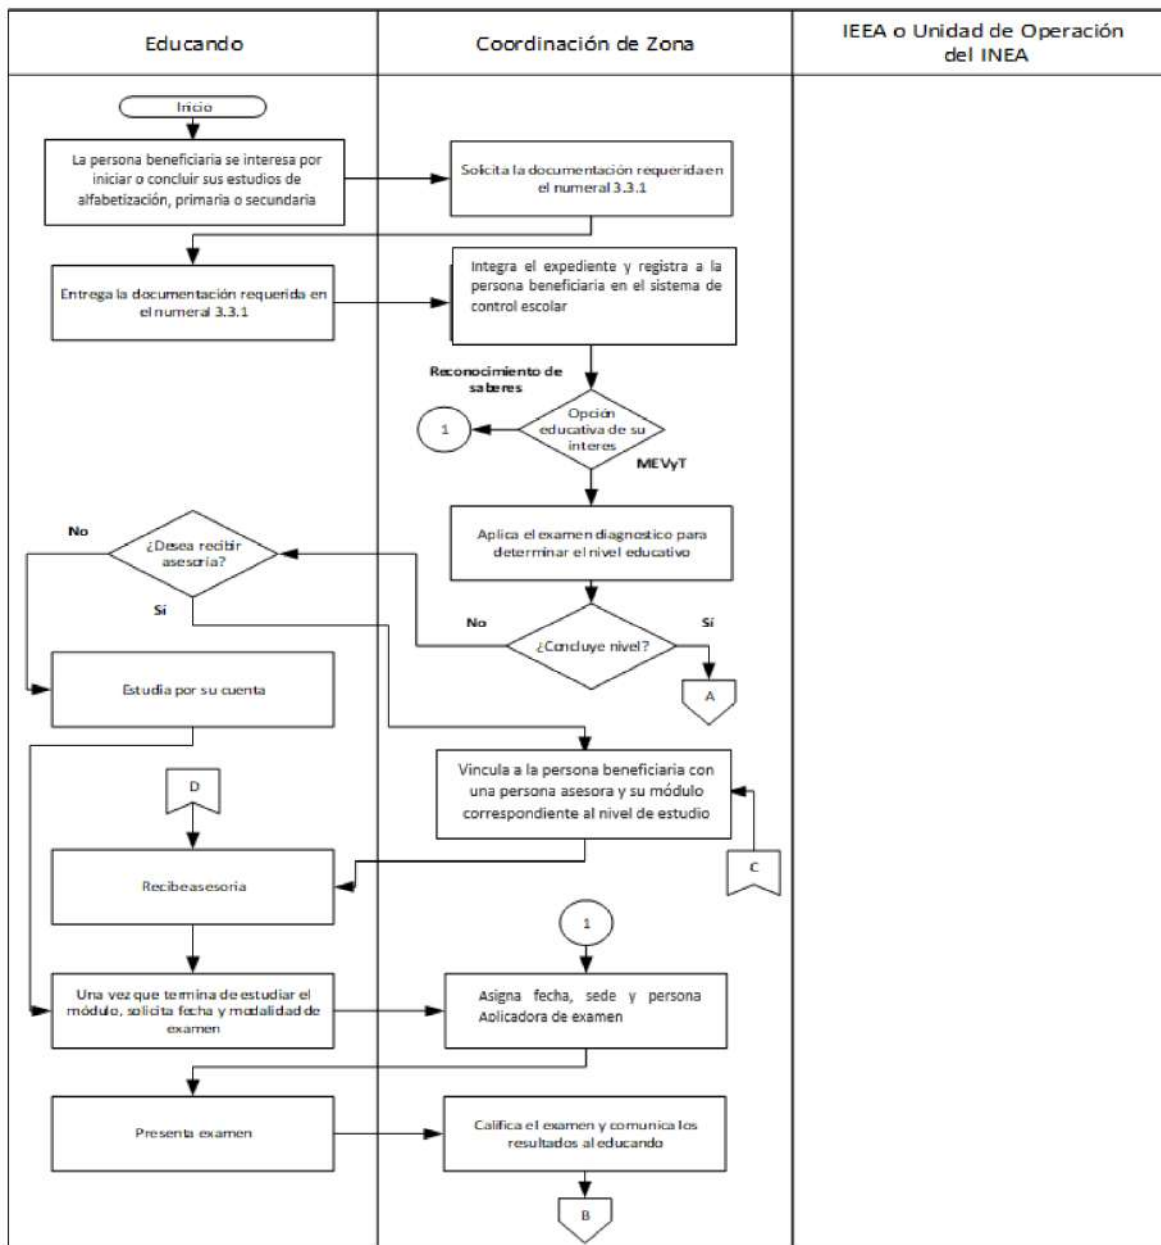 Educando
Coordinación de Zona
IEEA o Unidad de Operación
del INEA
Inicio
La persona beneficiaria se interesa por
iniciar o concluir sus estudios de
alfabetización, primaria o secundaria
Solicita la documentación requerida en
el numeral 3.3.1
Entrega la documentación requerida en
el numeral 3.3.1
Integra el expediente y registra a la
persona beneficiaria en el sistema de
control escolar
Reconocimiento de
saberes
1
Opción
educativa de su
interes
MEVyT
Aplica el examen diagnostico para
determinar el nivel educativo
No
¿Desea recibir
asesoría?
Sí
No
¿Concluye nivel?
Sí
A
Estudia por su cuenta
Vincula a la persona beneficiaria con
una persona asesora y su módulo
correspondiente al nivel de estudio
D
C
Recibe asesoria
1
Una vez que termina de estudiar el
módulo, solicita fecha y modalidad de
examen
Asigna fecha, sede y persona
Aplicadora de examen
Presenta examen
Califica el examen y comunica los
resultados al educando
B